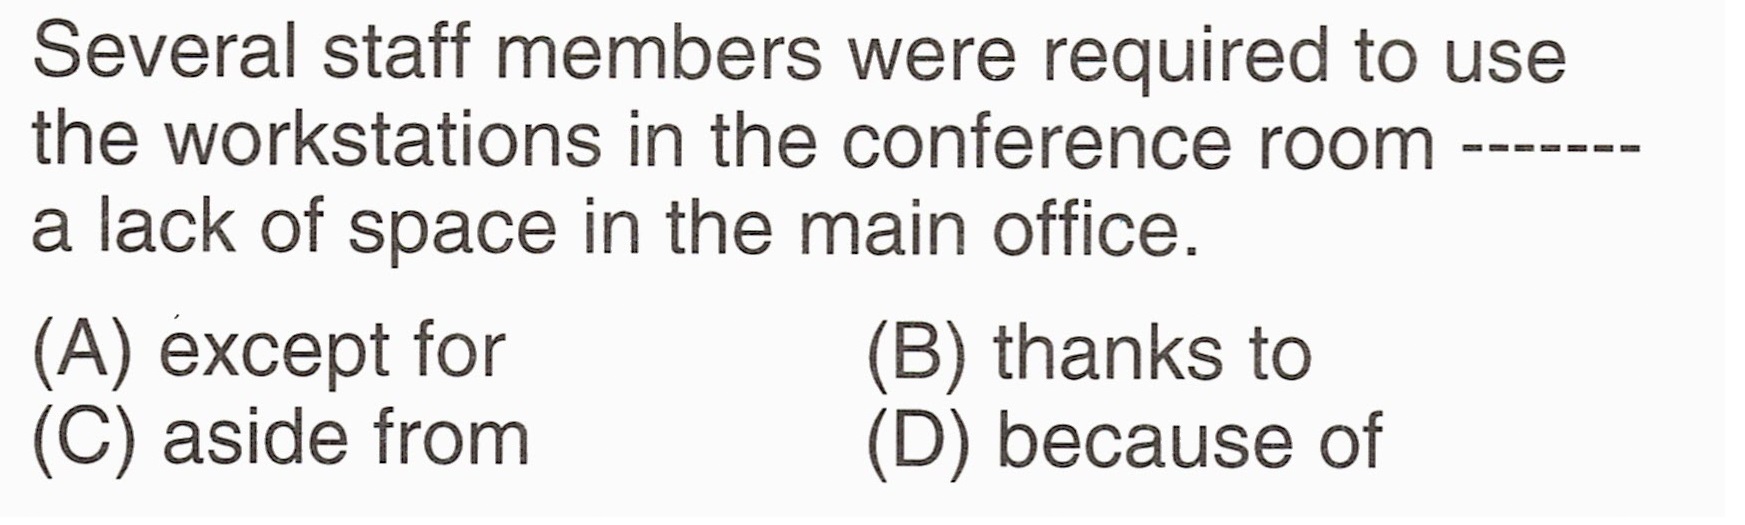 Several staff members were required to use
the workstations in the conference room -------
a lack of space in the main office.
(A) except for (B) thanks to
(C) aside from (D) because of